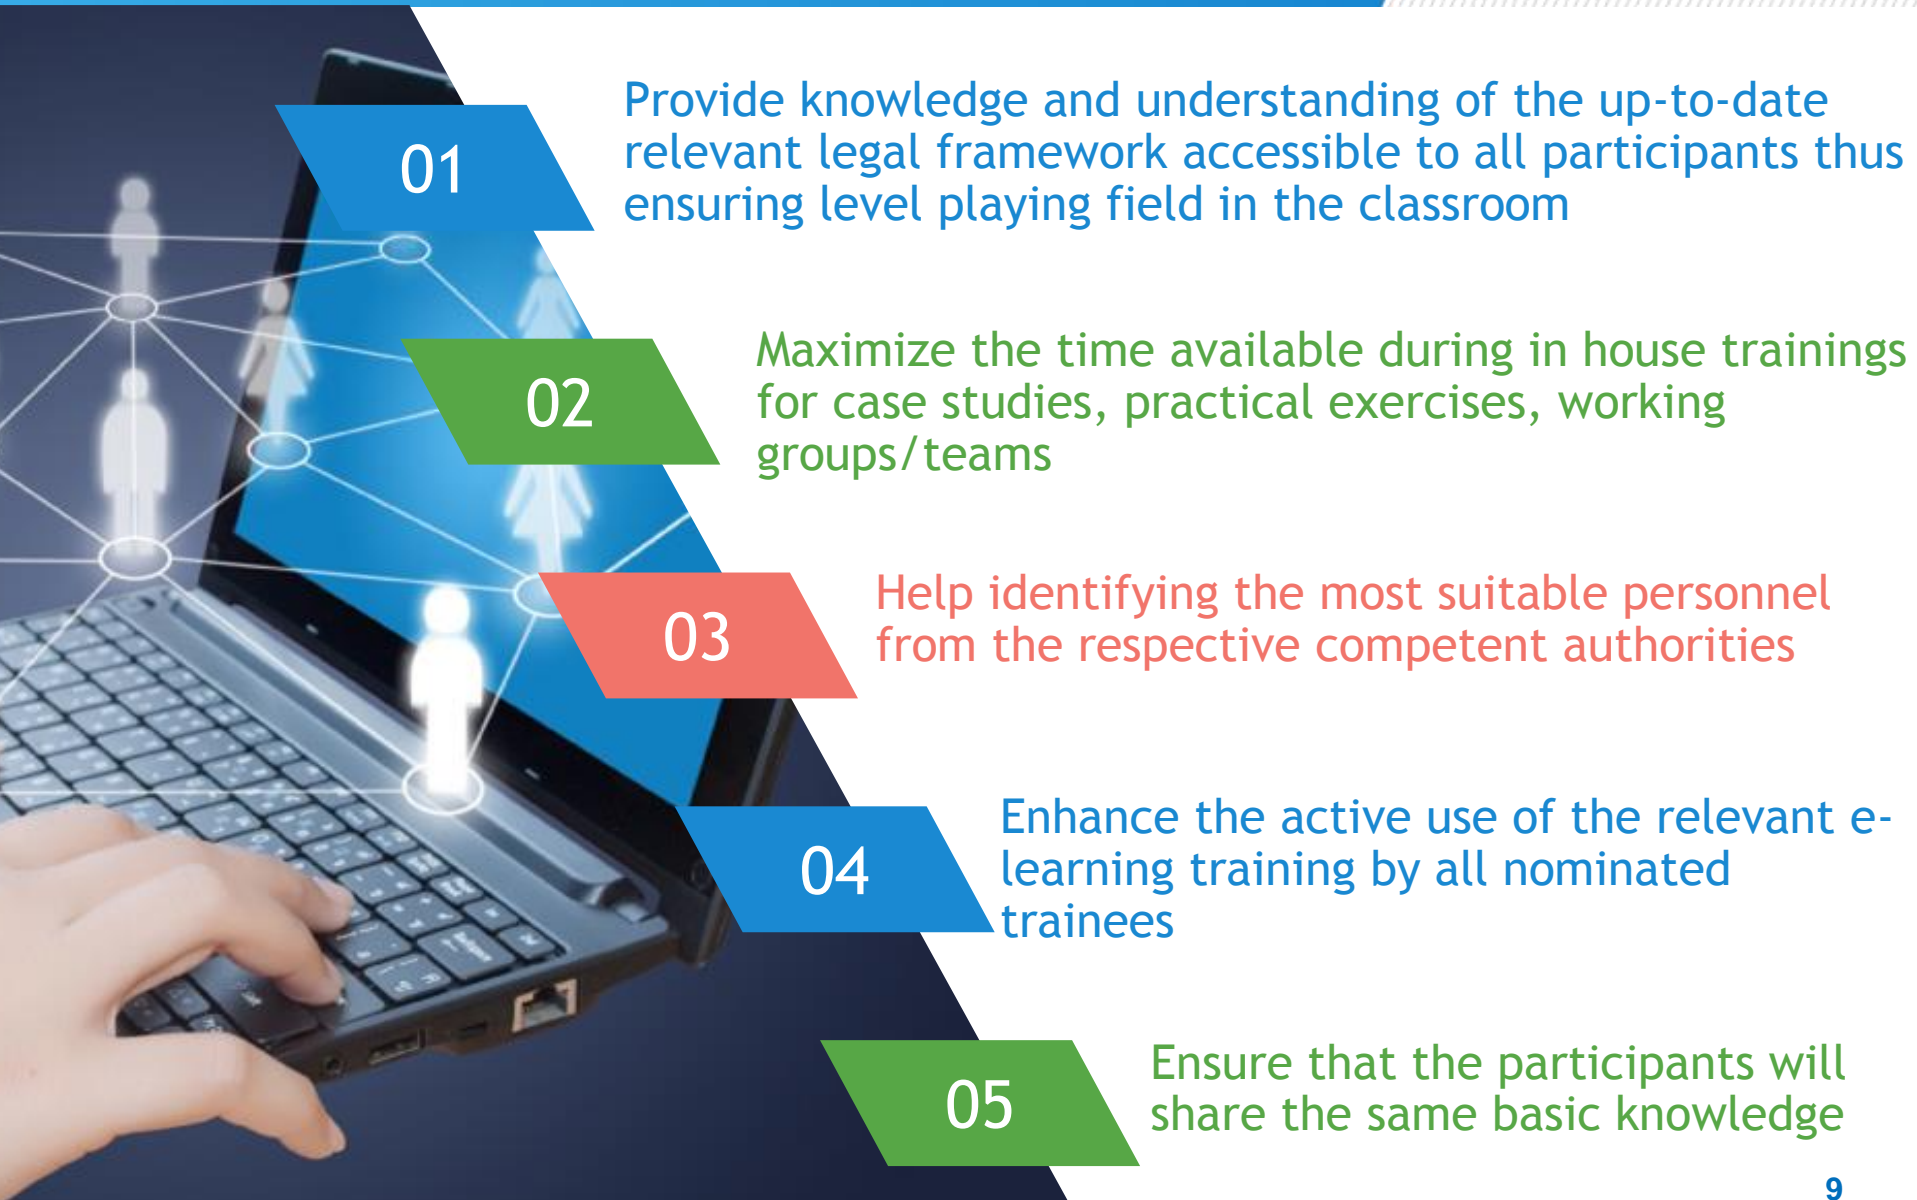 01
Provide knowledge and understanding of the up-to-date
relevant legal framework accessible to all participants thus
ensuring level playing field in the classroom
02
Maximize the time available during in house trainings
for case studies, practical exercises, working
groups/teams
03
Help identifying the most suitable personnel
from the respective competent authorities
04
Enhance the active use of the relevant e-
learning training by all nominated
trainees
05
Ensure that the participants will
share the same basic knowledge
9